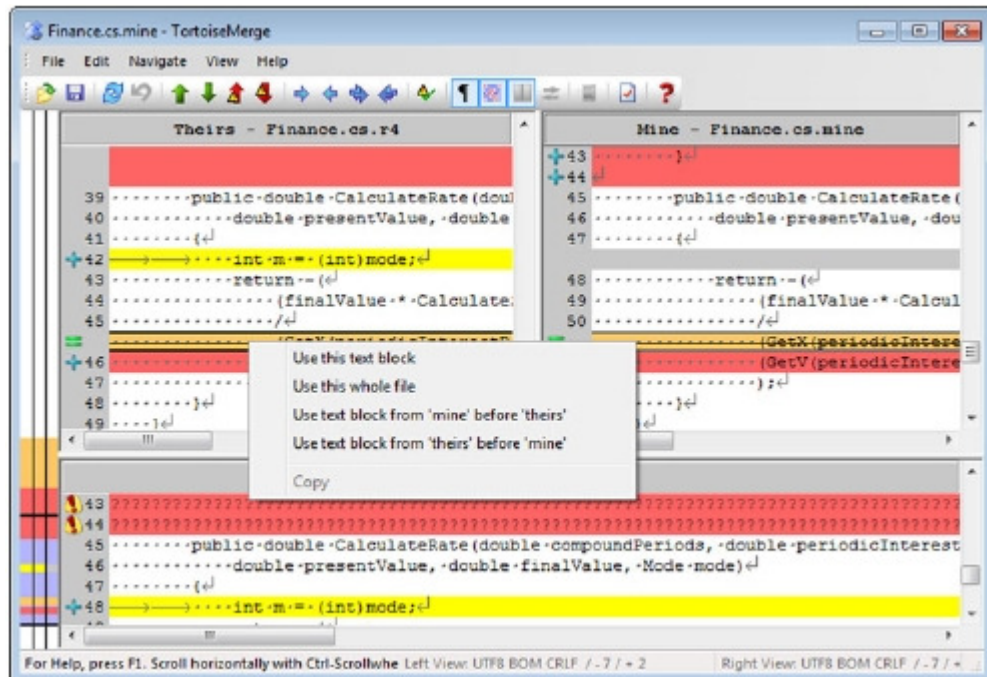 Finance.cs.mine - TortoiseMerge
File Edit Navigate View Help
Theirs - Finance.cs.r4
39 ········public·double·CalculateRate(doul
40 ············double·presentValue,·double
41 ········{↵
42 ——→——→····int·m·=·(int)mode;↵
43 ············return·=(↵
44 ················(finalValue·*·Calculate
45 ················/↵
46
47
48 ········}↵
49 ····}↵
Mine - Finance.cs.mine
43 ········}↵
44 ↵
45 ········public·double·CalculateRate(
46 ············double·presentValue,·dou
47 ········{↵
48 ············return·=(↵
49 ················(finalValue·*·Calcul
50 ················/↵
(GetX(periodicIntere
(GetV(periodicIntere
);↵
}↵
Use this text block
Use this whole file
Use text block from 'mine' before 'theirs'
Use text block from 'theirs' before 'mine'
Copy
43 ????????????????????????????????????????????????????????????????????????
44 ????????????????????????????????????????????????????????????????????????
45 ········public·double·CalculateRate(double·compoundPeriods,·double·periodicInterest
46 ············double·presentValue,·double·finalValue,·Mode·mode)↵
47 ········{↵
48 ——→——→····int·m·=·(int)mode;↵
For Help, press F1. Scroll horizontally with Ctrl-Scrollwhe Left View: UTF8 BOM CRLF / - 7 / + 2 Right View: UTF8 BOM CRLF / - 7 / +